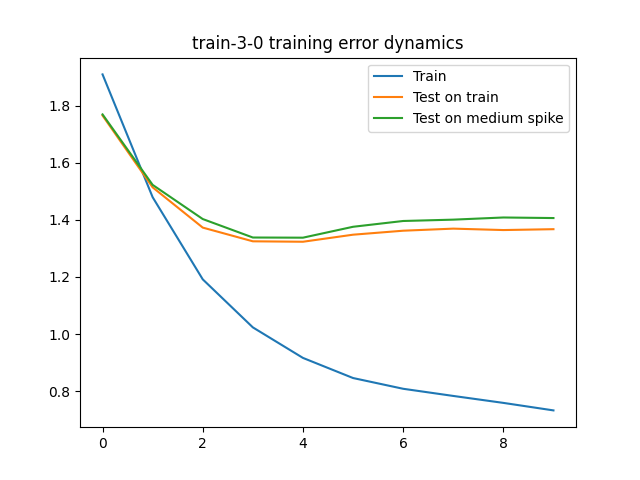 train-3-0 training error dynamics
Train
Test on train
Test on medium spike
1.8
1.6
1.4
1.2
1.0
0.8
0 2 4 6 8